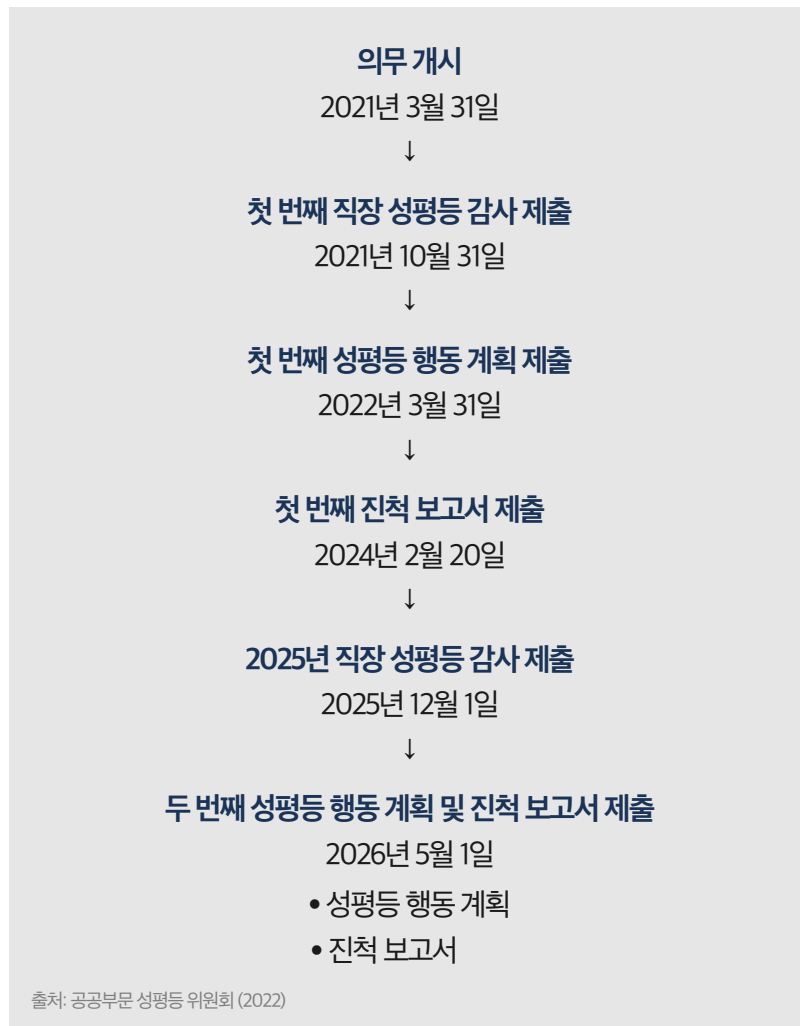 의무 개시
2021년 3월 31일
↓
첫 번째 직장 성평등 감사 제출
2021년 10월 31일
↓
첫 번째 성평등 행동 계획 제출
2022년 3월 31일
↓
첫 번째 진척 보고서 제출
2024년 2월 20일
↓
2025년 직장 성평등 감사 제출
2025년 12월 1일
↓
두 번째 성평등 행동 계획 및 진척 보고서 제출
2026년 5월 1일
• 성평등 행동 계획
• 진척 보고서
출처: 공공부문 성평등 위원회 (2022)